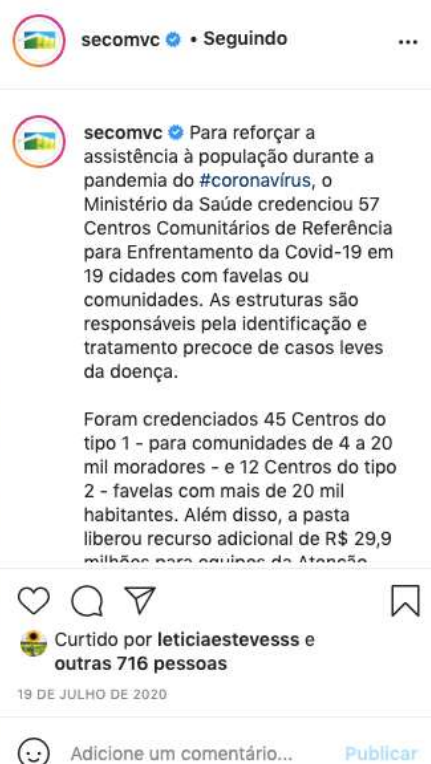 secomvc • Seguindo
secomvc Para reforçar a
assistência à população durante a
pandemia do #coronavírus, o
Ministério da Saúde credenciou 57
Centros Comunitários de Referência
para Enfrentamento da Covid-19 em
19 cidades com favelas ou
comunidades. As estruturas são
responsáveis pela identificação e
tratamento precoce de casos leves
da doença.
Foram credenciados 45 Centros do
tipo 1 - para comunidades de 4 a 20
mil moradores - e 12 Centros do tipo
2 - favelas com mais de 20 mil
habitantes. Além disso, a pasta
liberou recurso adicional de R$ 29,9
milhões para equipes da Atenção
Curtido por leticiaestevesss e
outras 716 pessoas
19 DE JULHO DE 2020
Adicione um comentário... Publicar